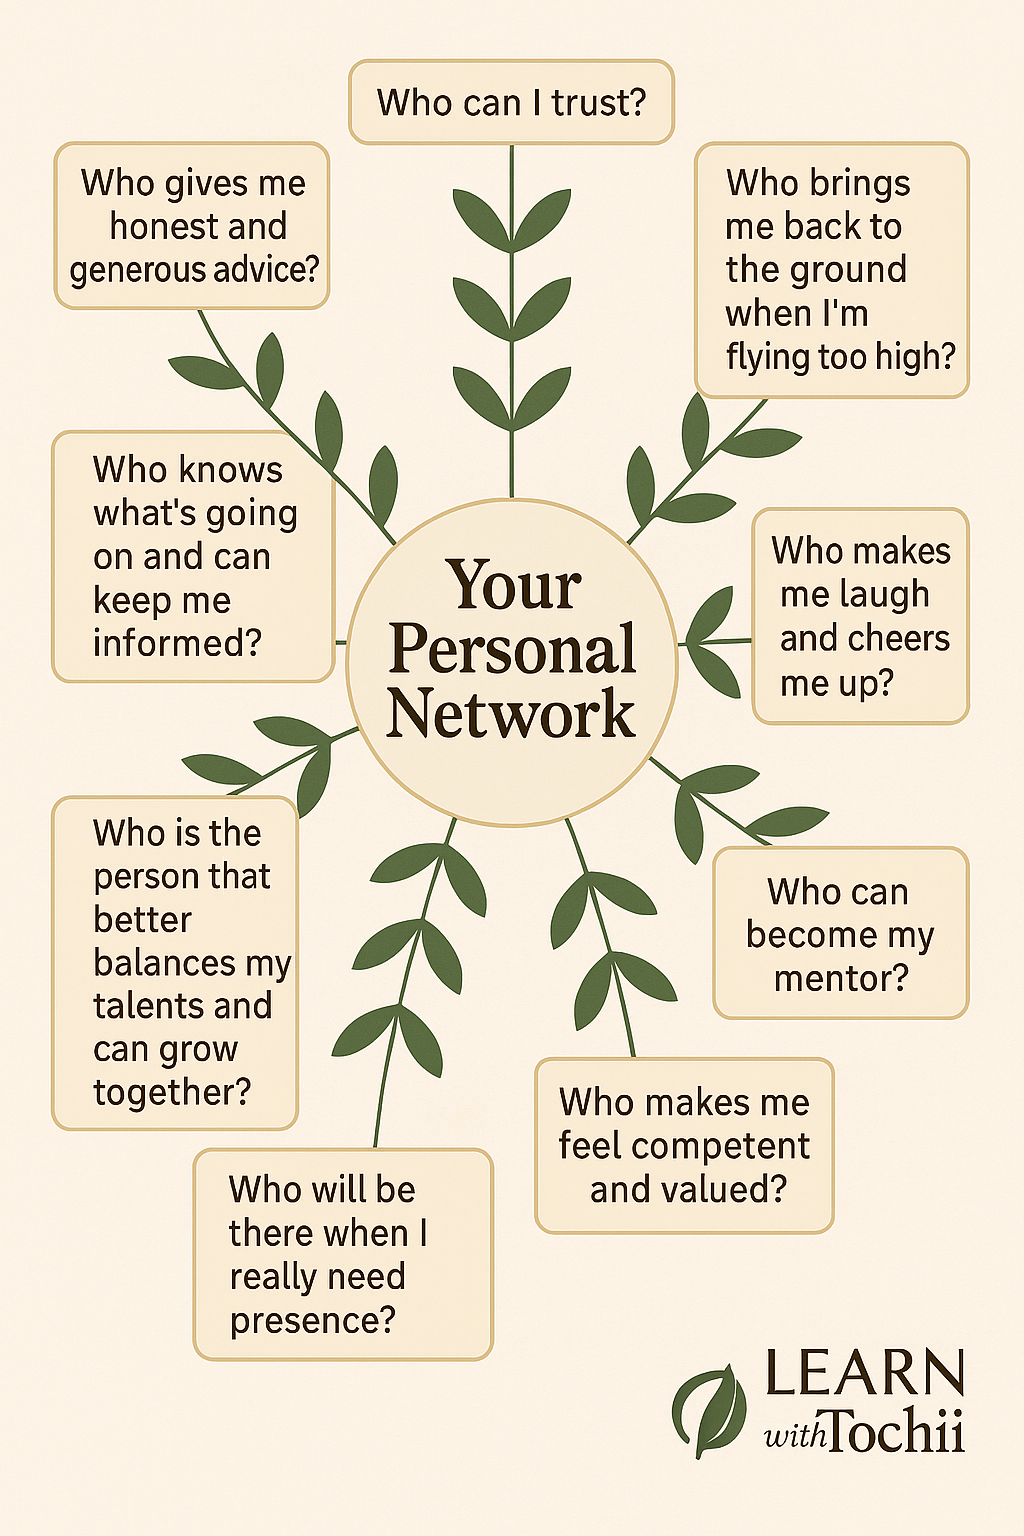 Who can I trust?
Who gives me
honest and
generous advice?
Who brings
me back to
the ground
when I'm
flying too high?
Who knows
what's going
on and can
keep me
informed?
Your
Personal
Network
Who makes
me laugh
and cheers
me up?
Who is the
person that
better
balances my
talents and
can grow
together?
Who can
become my
mentor?
Who makes me
feel competent
and valued?
Who will be
there when I
really need
presence?
LEARN
with Tochii